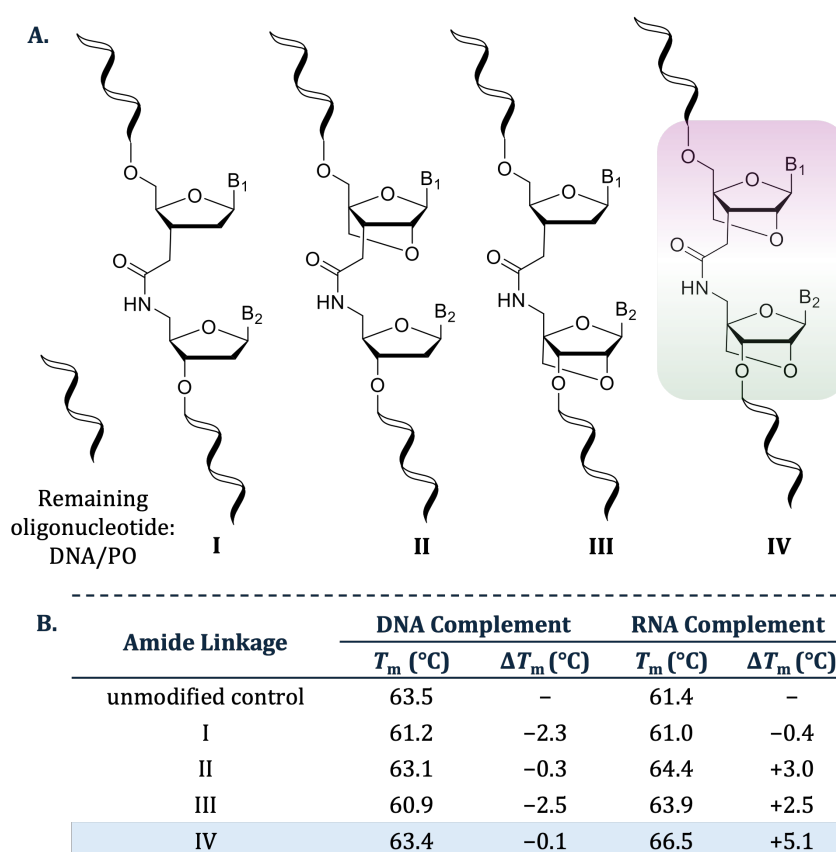 A.
O
O
B₁
O
HN
O
B₂
O
O
O
B₁
O
O
HN
O
B₂
O
O
O
B₁
O
HN
O
B₂
O
O
O
O
B₁
O
O
HN
O
B₂
O
O
Remaining
oligonucleotide:
DNA/PO
I
II
III
IV
B.
Amide Linkage
DNA Complement
RNA Complement
Tm (°C)
ΔTm (°C)
Tm (°C)
ΔTm (°C)
unmodified control 63.5 – 61.4 –
I 61.2 −2.3 61.0 −0.4
II 63.1 −0.3 64.4 +3.0
III 60.9 −2.5 63.9 +2.5
IV 63.4 −0.1 66.5 +5.1